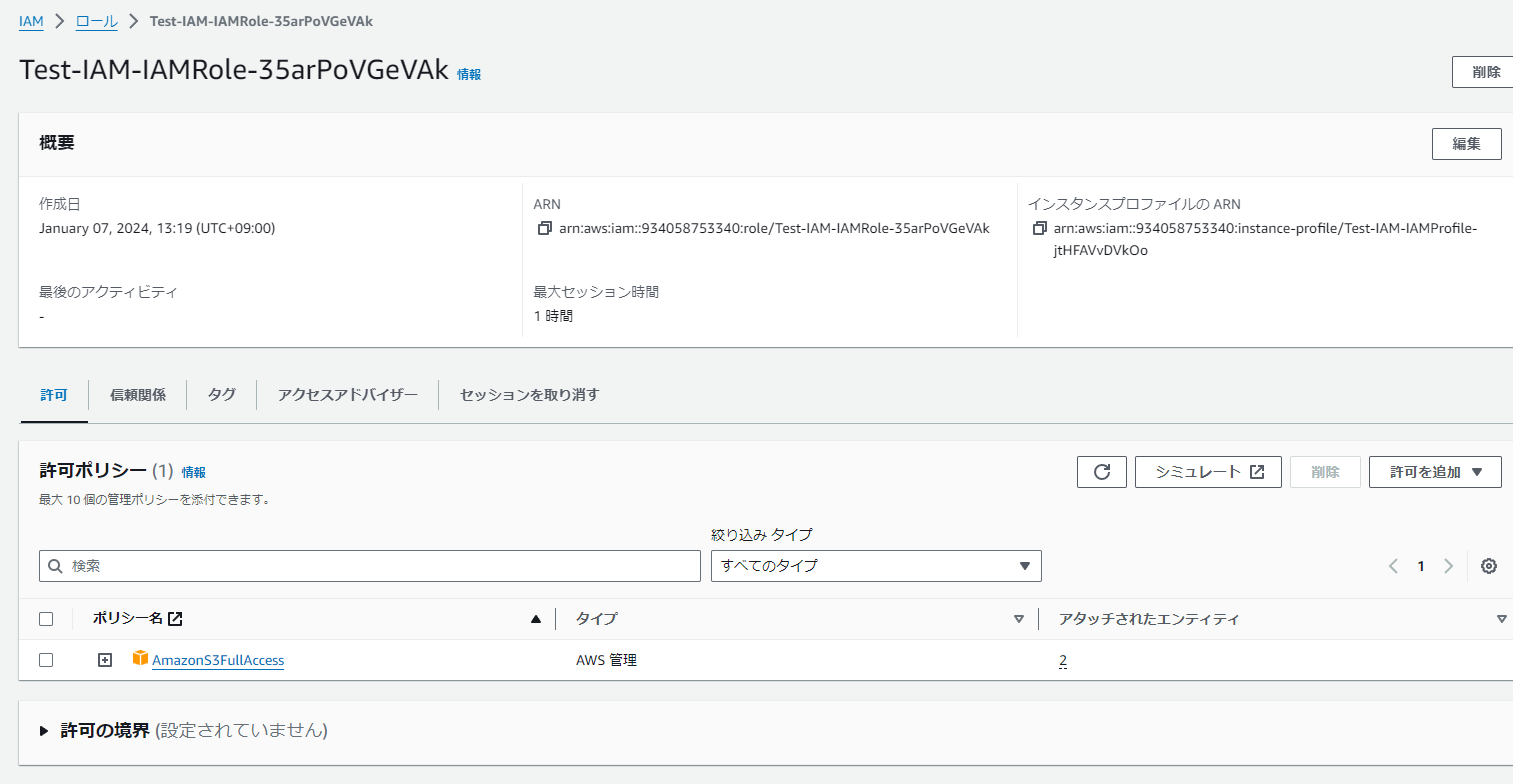 IAM > ロール > Test-IAM-IAMRole-35arPoVGeVAk
Test-IAM-IAMRole-35arPoVGeVAk 情報
削除
概要
編集
作成日
January 07, 2024, 13:19 (UTC+09:00)
ARN
arn:aws:iam::934058753340:role/Test-IAM-IAMRole-35arPoVGeVAk
インスタンスプロファイルの ARN
arn:aws:iam::934058753340:instance-profile/Test-IAM-IAMProfile-
jtHFAVvDVkOo
最後のアクティビティ
-
最大セッション時間
1 時間
許可 信頼関係 タグ アクセスアドバイザー セッションを取り消す
許可ポリシー (1) 情報
最大 10 個の管理ポリシーを添付できます。
シミュレート 削除 許可を追加
絞り込み タイプ
検索 すべてのタイプ 1
ポリシー名 タイプ アタッチされたエンティティ
AmazonS3FullAccess AWS 管理 2
許可の境界 (設定されていません)